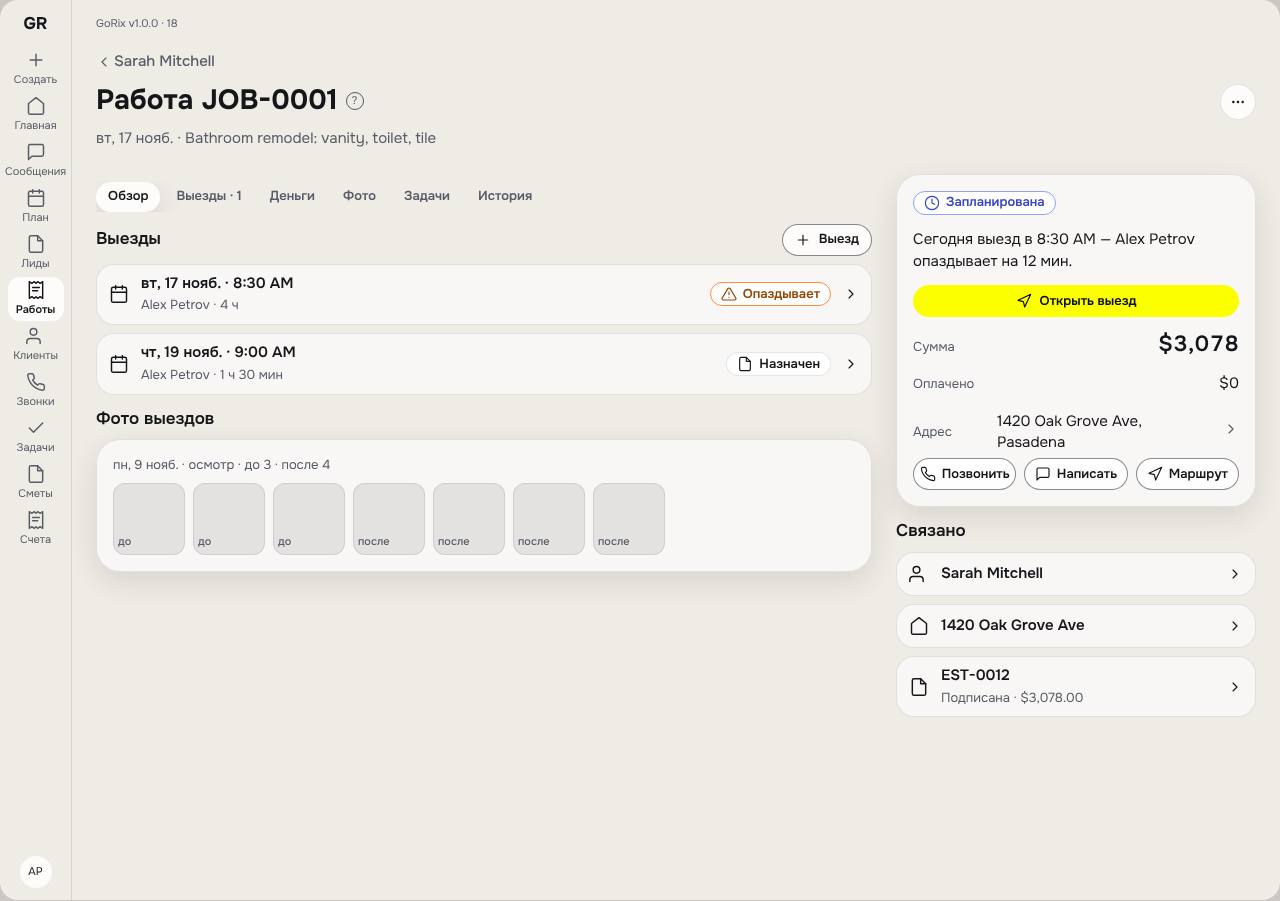 GR
GoRix v1.0.0 · 18
Создать
Главная
Сообщения
План
Лиды
Работы
Клиенты
Звонки
Задачи
Сметы
Счета
AP
Sarah Mitchell
Работа JOB-0001 ?
вт, 17 нояб. · Bathroom remodel: vanity, toilet, tile
Обзор Выезды · 1 Деньги Фото Задачи История
Выезды
Выезд
вт, 17 нояб. · 8:30 AM
Alex Petrov · 4 ч
Опаздывает
чт, 19 нояб. · 9:00 AM
Alex Petrov · 1 ч 30 мин
Назначен
Фото выездов
пн, 9 нояб. · осмотр · до 3 · после 4
до до до после после после после
Запланирована
Сегодня выезд в 8:30 AM — Alex Petrov
опаздывает на 12 мин.
Открыть выезд
Сумма $3,078
Оплачено $0
Адрес 1420 Oak Grove Ave,
Pasadena
Позвонить Написать Маршрут
Связано
Sarah Mitchell
1420 Oak Grove Ave
EST-0012
Подписана · $3,078.00